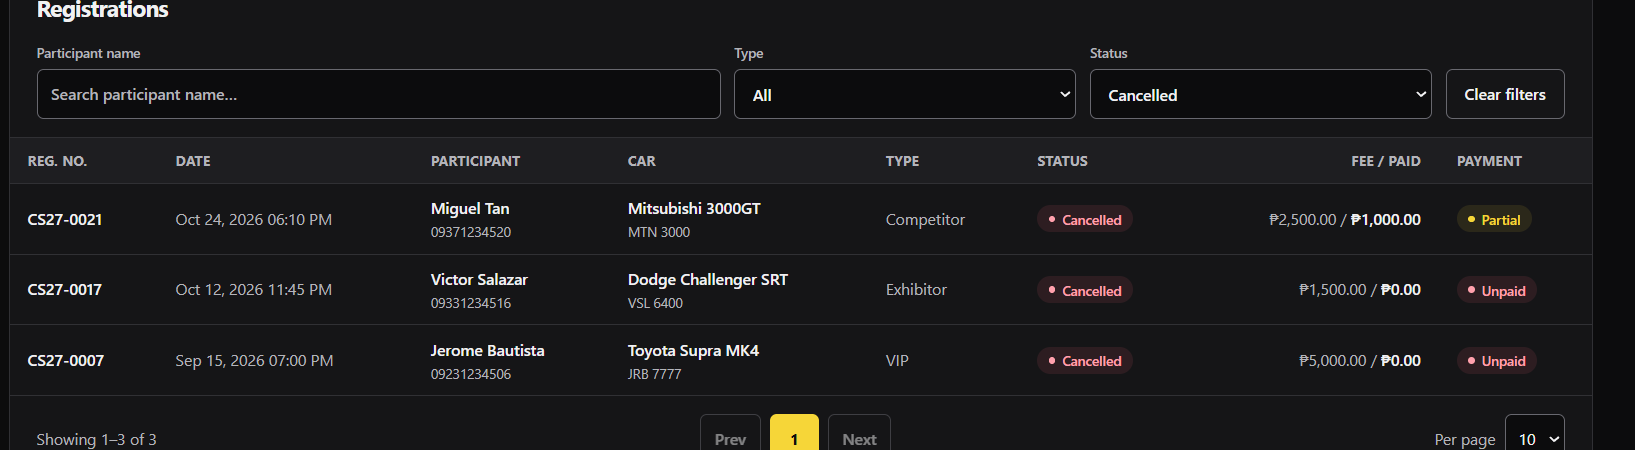 Registrations
Participant name
Type
Status
Search participant name...
All
Cancelled
Clear filters
REG. NO. DATE PARTICIPANT CAR TYPE STATUS FEE / PAID PAYMENT
CS27-0021 Oct 24, 2026 06:10 PM Miguel Tan Mitsubishi 3000GT Competitor Cancelled ₱2,500.00 / ₱1,000.00 Partial
09371234520 MTN 3000
CS27-0017 Oct 12, 2026 11:45 PM Victor Salazar Dodge Challenger SRT Exhibitor Cancelled ₱1,500.00 / ₱0.00 Unpaid
09331234516 VSL 6400
CS27-0007 Sep 15, 2026 07:00 PM Jerome Bautista Toyota Supra MK4 VIP Cancelled ₱5,000.00 / ₱0.00 Unpaid
09231234506 JRB 7777
Showing 1–3 of 3 Prev 1 Next Per page 10